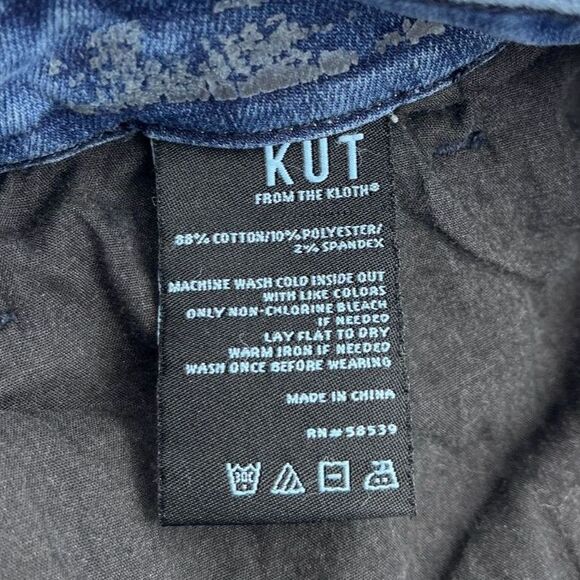 KUT
FROM THE KLOTH®
88% COTTON/10% POLYESTER/
2% SPANDEX
MACHINE WASH COLD INSIDE OUT
WITH LIKE COLORS
ONLY NON-CHLORINE BLEACH
IF NEEDED
LAY FLAT TO DRY
WARM IRON IF NEEDED
WASH ONCE BEFORE WEARING
MADE IN CHINA
RN# 58539
30C